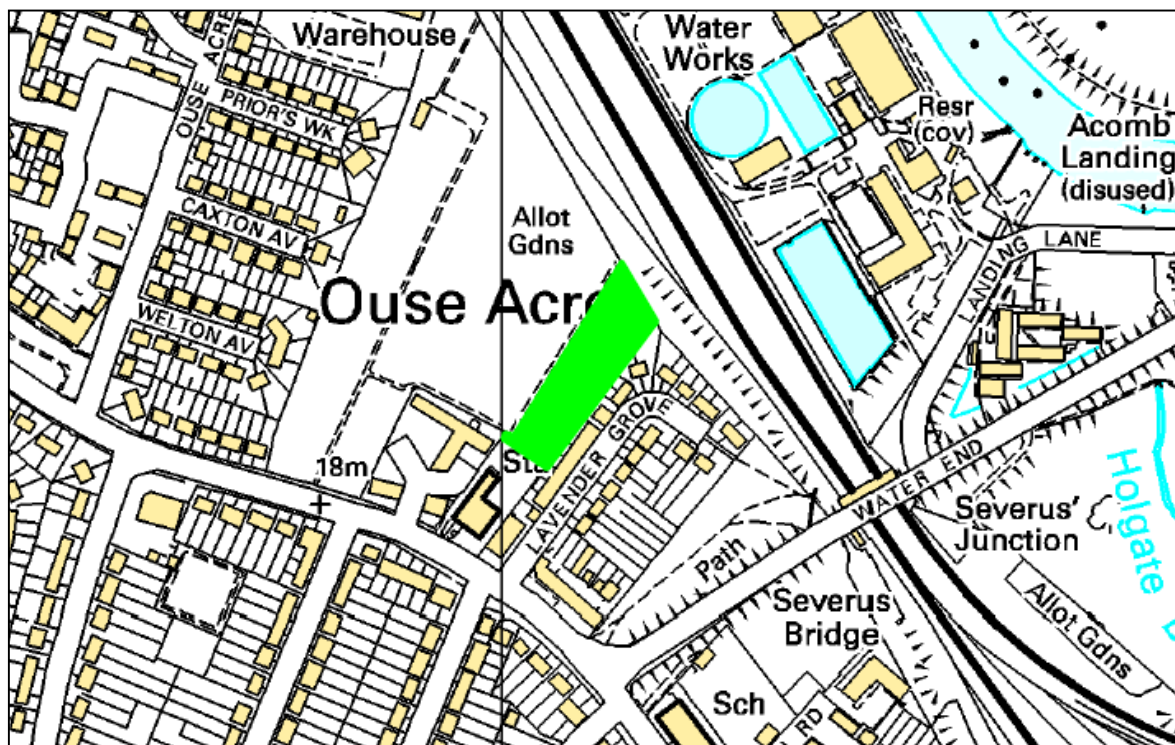 Warehouse
OUSE ACRE
PRIOR'S WK
CAXTON AV
WELTON AV
Allot
Gdns
Ouse Acre
Water
Works
Resr
(cov)
Acomb
Landing
(disused)
LANDING LANE
18m
Sta
LAVENDER GROVE
Path
WATER END
Severus
Bridge
Severus'
Junction
Holgate
Allot Gdns
Sch
RD